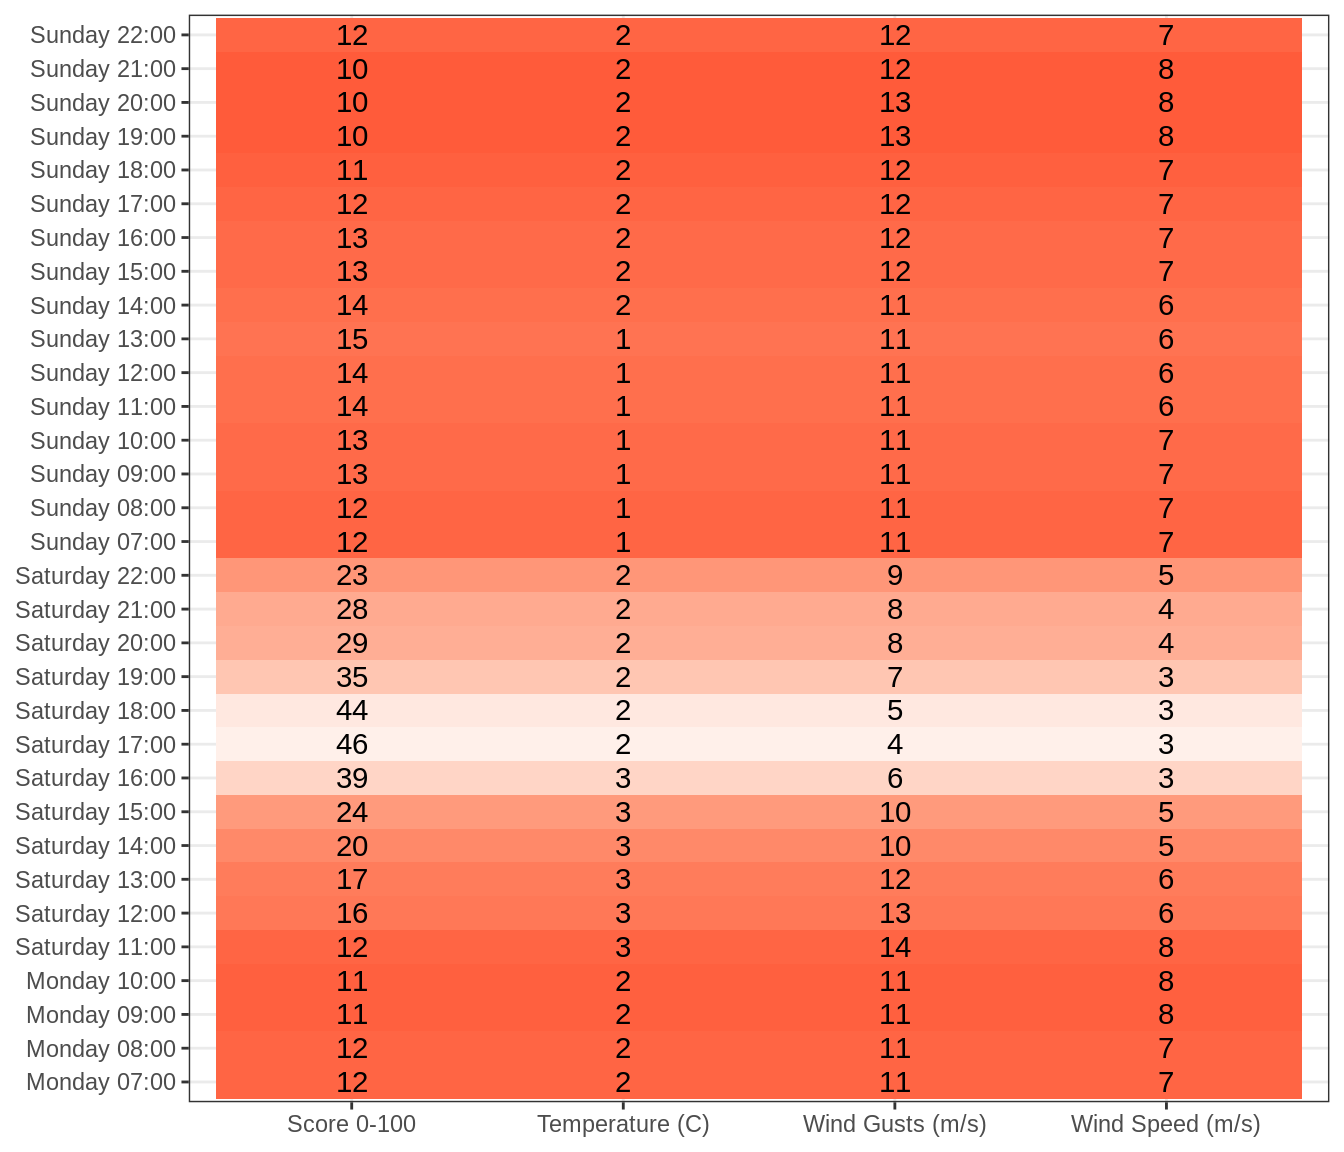 Sunday 22:00 12 2 12 7
Sunday 21:00 10 2 12 8
Sunday 20:00 10 2 13 8
Sunday 19:00 10 2 13 8
Sunday 18:00 11 2 12 7
Sunday 17:00 12 2 12 7
Sunday 16:00 13 2 12 7
Sunday 15:00 13 2 12 7
Sunday 14:00 14 2 11 6
Sunday 13:00 15 1 11 6
Sunday 12:00 14 1 11 6
Sunday 11:00 14 1 11 6
Sunday 10:00 13 1 11 7
Sunday 09:00 13 1 11 7
Sunday 08:00 12 1 11 7
Sunday 07:00 12 1 11 7
Saturday 22:00 23 2 9 5
Saturday 21:00 28 2 8 4
Saturday 20:00 29 2 8 4
Saturday 19:00 35 2 7 3
Saturday 18:00 44 2 5 3
Saturday 17:00 46 2 4 3
Saturday 16:00 39 3 6 3
Saturday 15:00 24 3 10 5
Saturday 14:00 20 3 10 5
Saturday 13:00 17 3 12 6
Saturday 12:00 16 3 13 6
Saturday 11:00 12 3 14 8
Monday 10:00 11 2 11 8
Monday 09:00 11 2 11 8
Monday 08:00 12 2 11 7
Monday 07:00 12 2 11 7
Score 0-100 Temperature (C) Wind Gusts (m/s) Wind Speed (m/s)